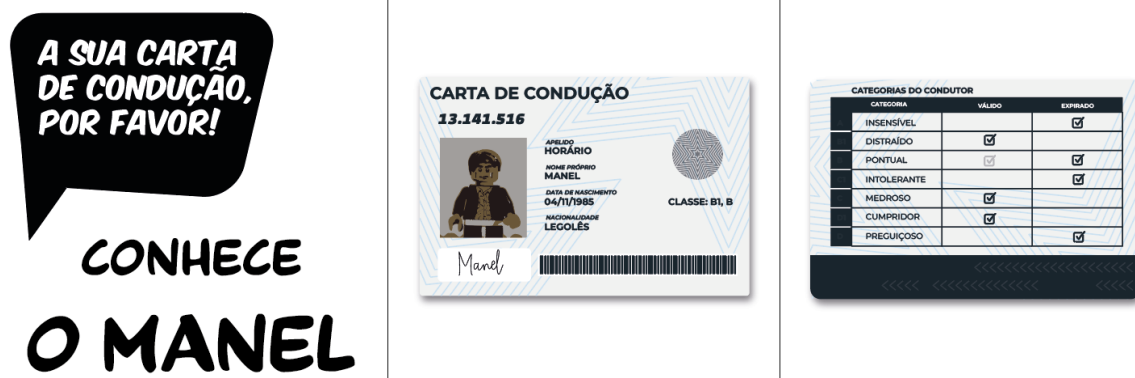 A SUA CARTA
DE CONDUÇÃO,
POR FAVOR!
CONHECE
O MANEL
CARTA DE CONDUÇÃO
13.141.516
APELIDO
HORÁRIO
NOME PRÓPRIO
MANEL
DATA DE NASCIMENTO
04/11/1985
CLASSE: B1, B
NACIONALIDADE
LEGOLÊS
Manel
CATEGORIAS DO CONDUTOR
CATEGORIA VÁLIDO EXPIRADO
INSENSÍVEL
DISTRAÍDO
PONTUAL
INTOLERANTE
MEDROSO
CUMPRIDOR
PREGUIÇOSO